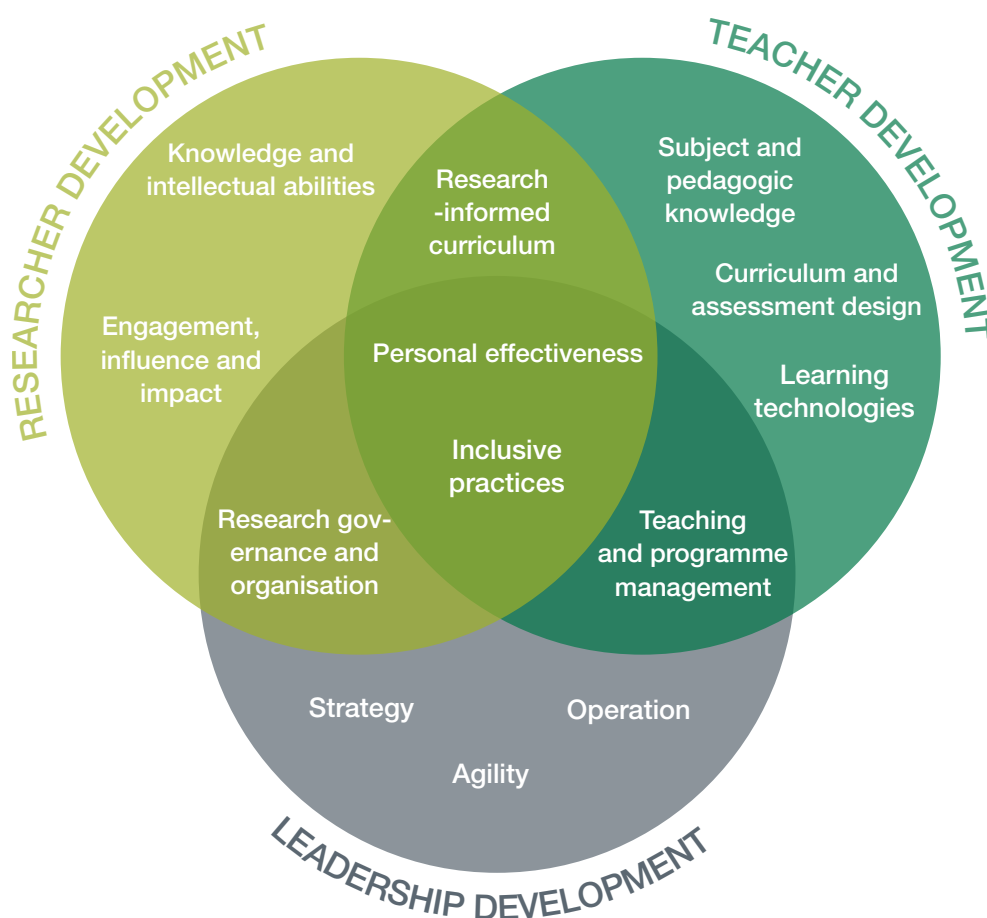 RESEARCHER DEVELOPMENT
TEACHER DEVELOPMENT
Knowledge and
intellectual abilities
Research
-informed
curriculum
Subject and
pedagogic
knowledge
Curriculum and
assessment design
Engagement,
influence and
impact
Personal effectiveness
Learning
technologies
Inclusive
practices
Research gov-
ernance and
organisation
Teaching
and programme
management
Strategy
Operation
Agility
LEADERSHIP DEVELOPMENT